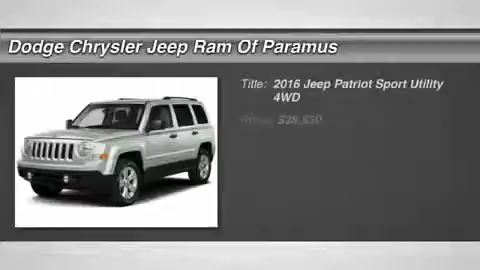 Dodge Chrysler Jeep Ram Of Paramus
Title: 2016 Jeep Patriot Sport Utility
4WD